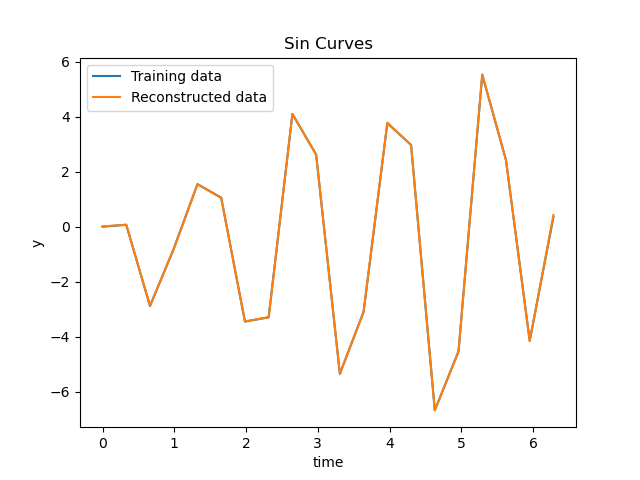 Sin Curves
Training data
Reconstructed data
6
4
2
0
−2
−4
−6
y
0 1 2 3 4 5 6
time